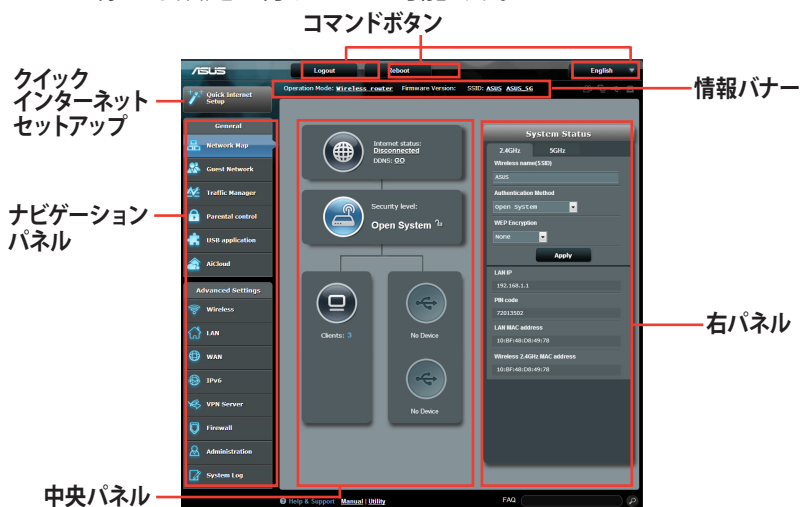 コマンドボタン
クイック
インターネット
セットアップ
ナビゲーション
パネル
中央パネル
情報バナー
右パネル
ASUS
Logout
Reboot
English
Quick Internet
Setup
Operation Mode: Wireless router Firmware Version: SSID: ASUS ASUS_5G
General
Network Map
Guest Network
Traffic Manager
Parental control
USB application
AiCloud
Advanced Settings
Wireless
LAN
WAN
IPv6
VPN Server
Firewall
Administration
System Log
Internet status:
Disconnected
DDNS: GO
Security level:
Open System
Clients: 3
No Device
No Device
System Status
2.4GHz 5GHz
Wireless name(SSID)
ASUS
Authentication Method
Open System
WEP Encryption
None
Apply
LAN IP
192.168.1.1
PIN code
72013502
LAN MAC address
10:BF:48:D8:49:78
Wireless 2.4GHz MAC address
10:BF:48:D8:49:78
Help & Support Manual | Utility
FAQ